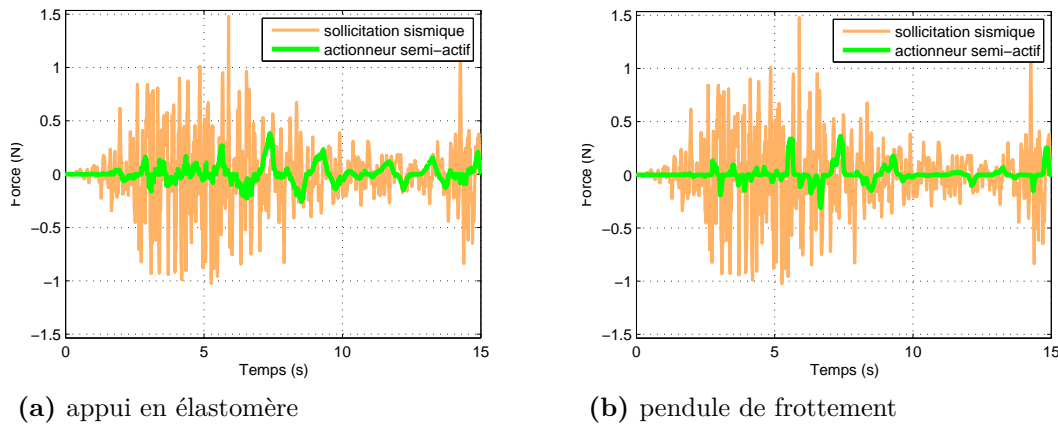 1.5
1
0.5
0
−0.5
−1
−1.5
Force (N)
sollicitation sismique
actionneur semi−actif
0
5
10
15
Temps (s)
(a) appui en élastomère
1.5
1
0.5
0
−0.5
−1
−1.5
Force (N)
sollicitation sismique
actionneur semi−actif
0
5
10
15
Temps (s)
(b) pendule de frottement